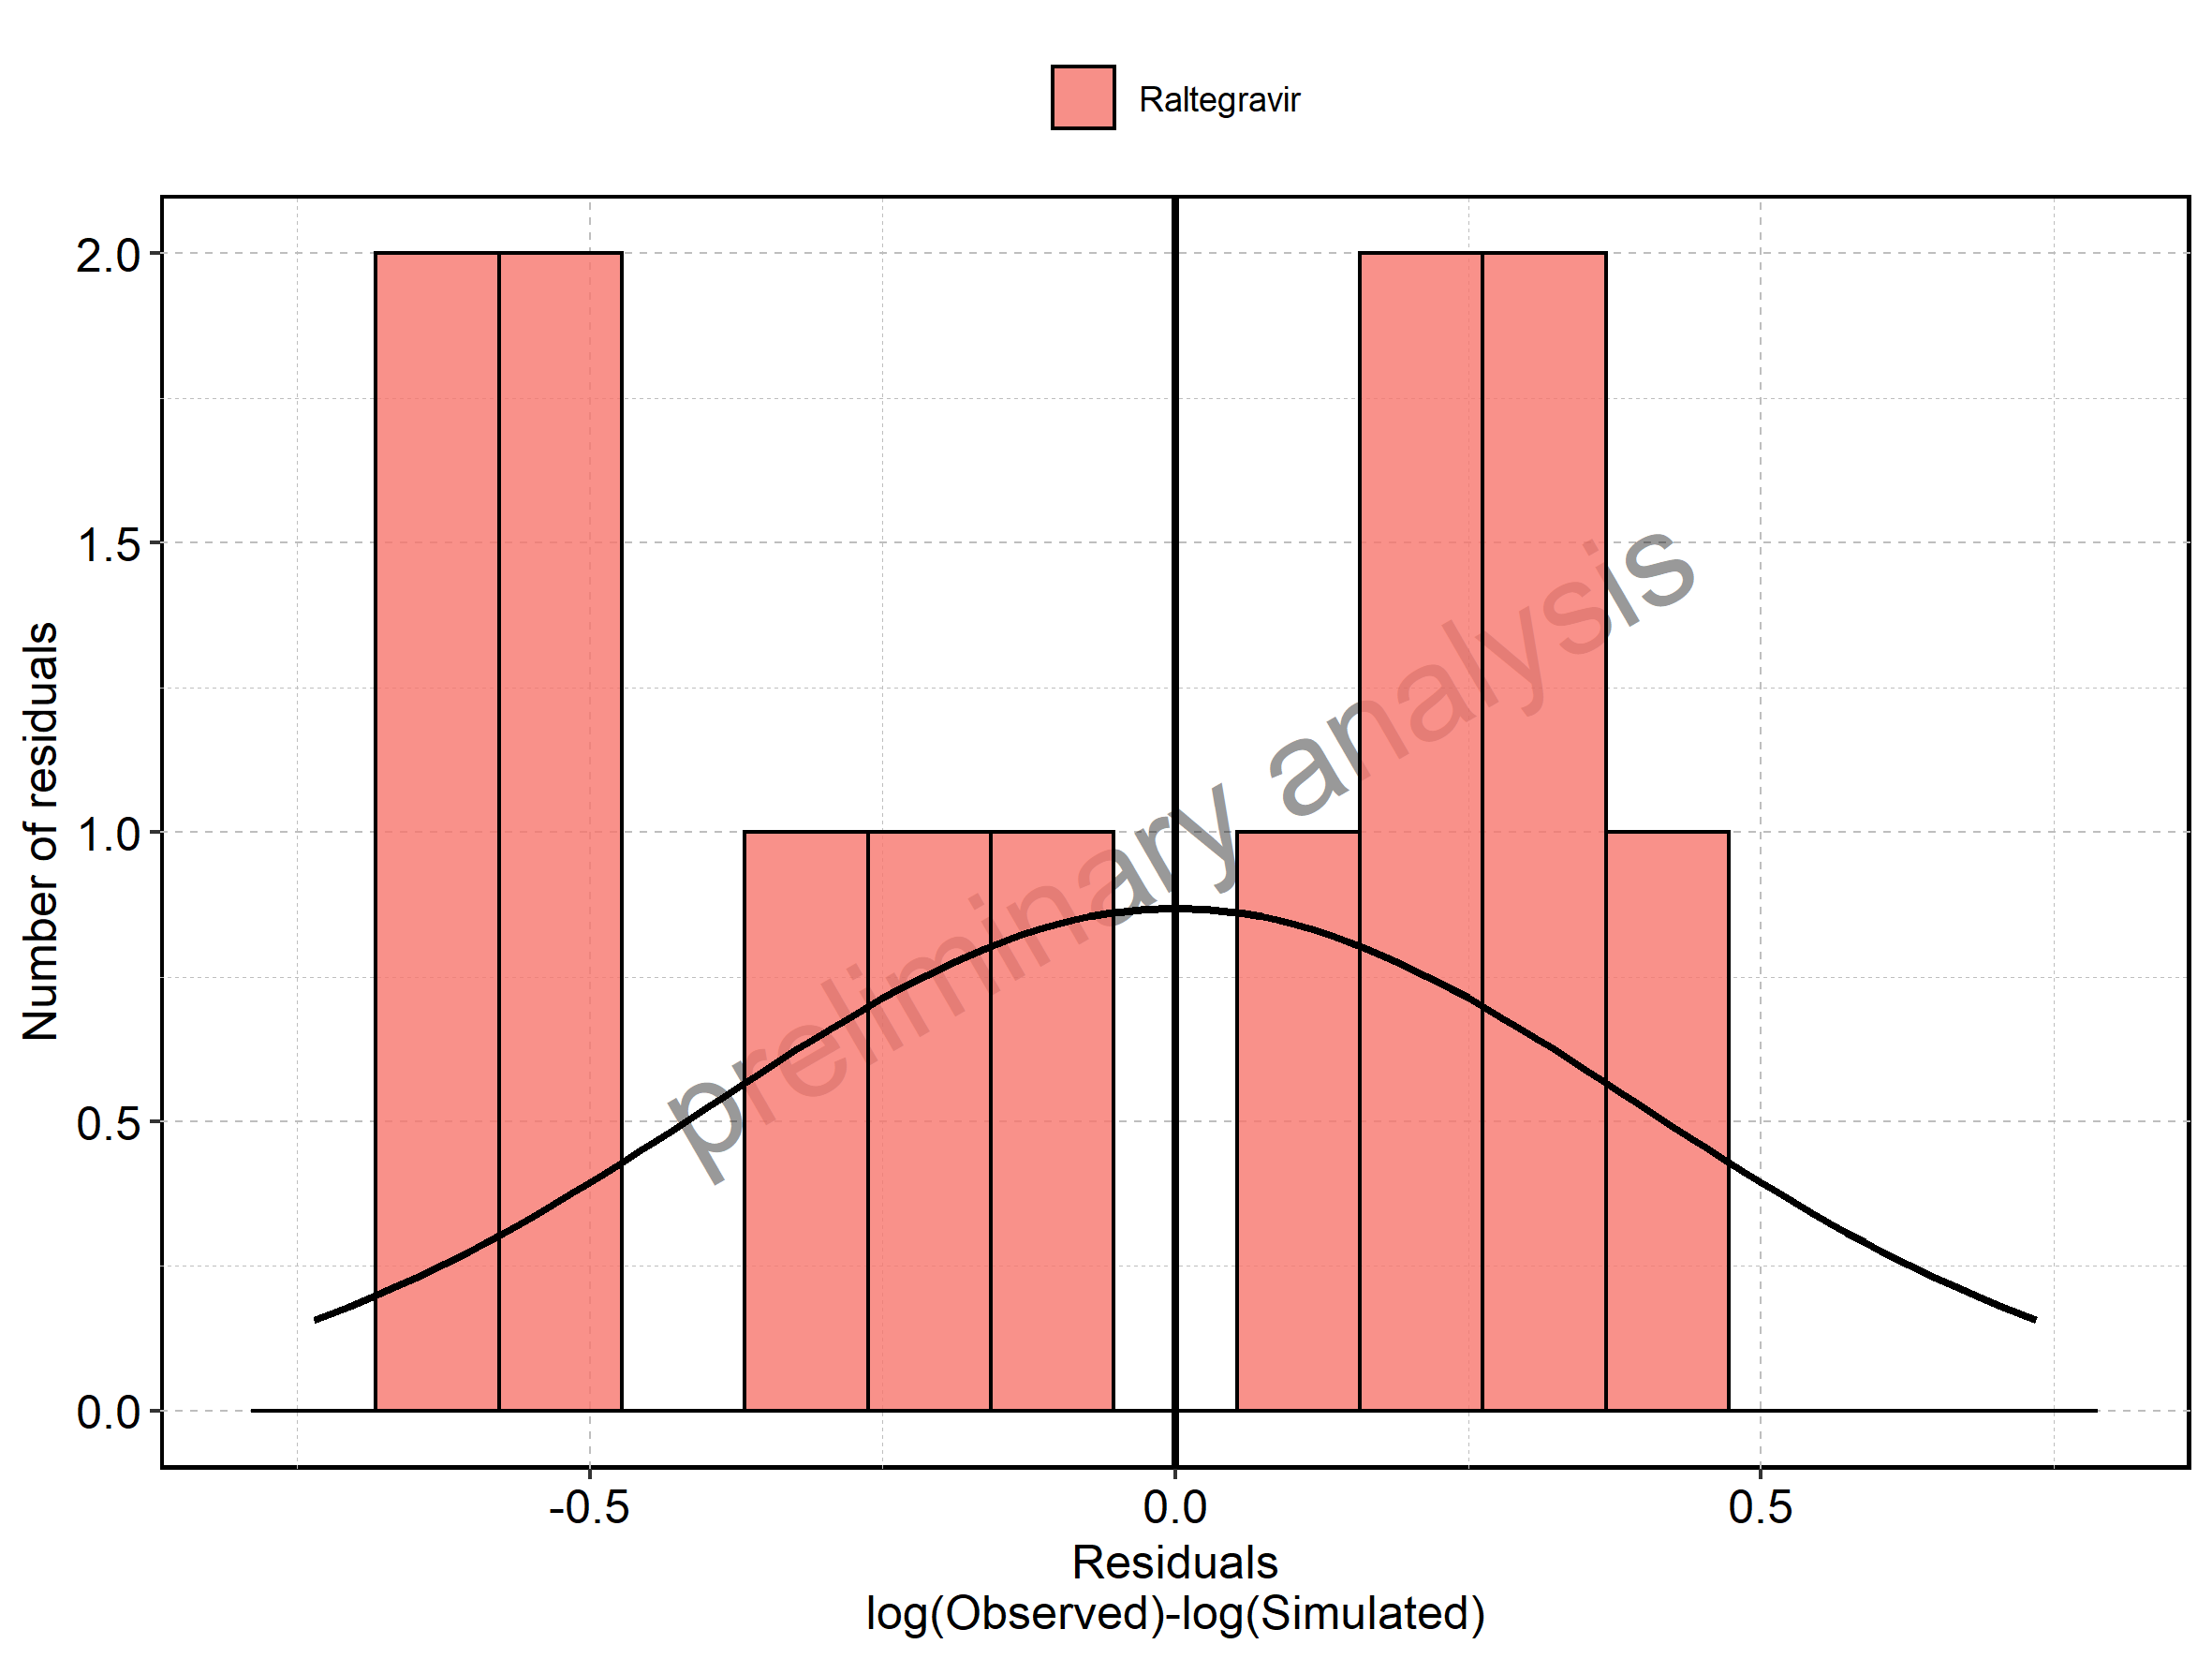 Raltegravir
2.0
1.5
1.0
0.5
0.0
Number of residuals
preliminary analysis
-0.5
0.0
0.5
Residuals
log(Observed)-log(Simulated)